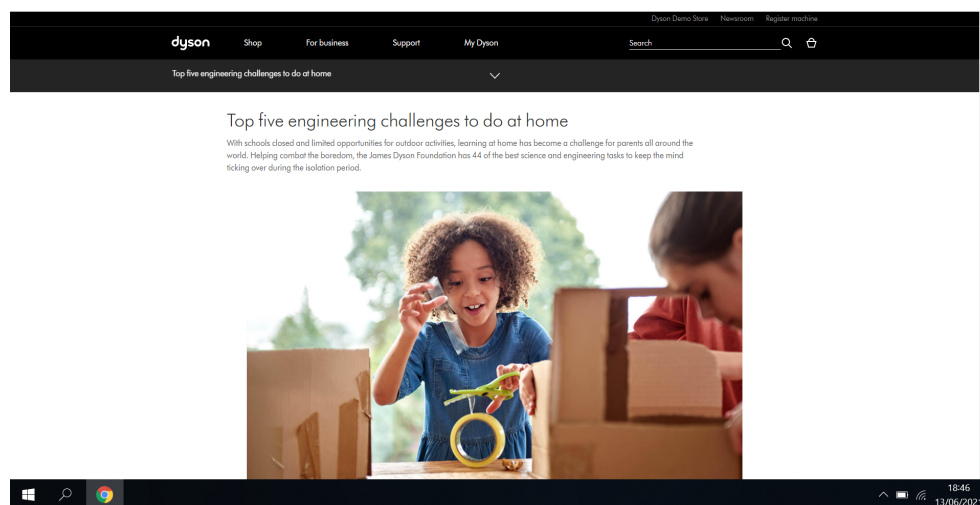 Dyson Demo Store Newsroom Register machine
dyson Shop For business Support My Dyson Search
Top five engineering challenges to do at home
Top five engineering challenges to do at home
With schools closed and limited opportunities for outdoor activities, learning at home has become a challenge for parents all around the
world. Helping combat the boredom, the James Dyson Foundation has 44 of the best science and engineering tasks to keep the mind
ticking over during the isolation period.
18:46
13/06/202